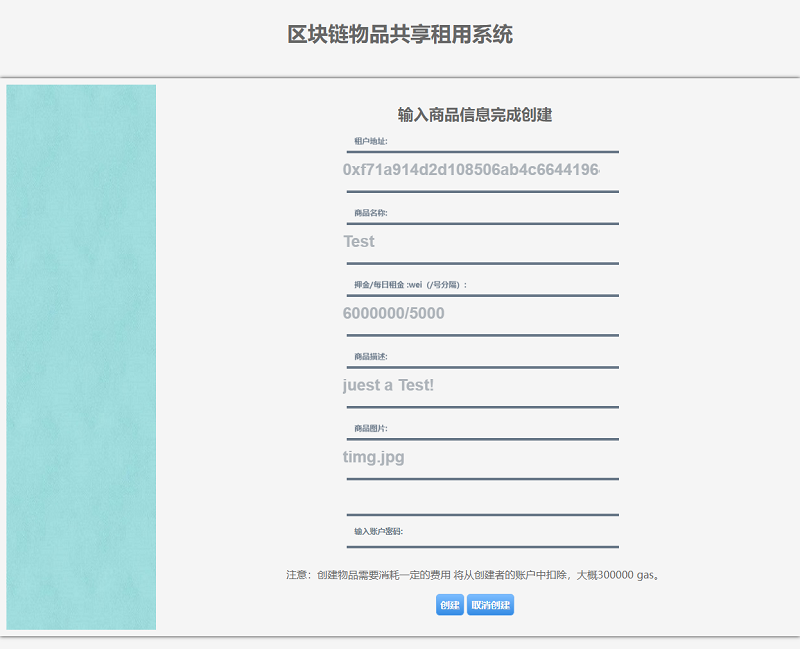 区块链物品共享租用系统
输入商品信息完成创建
租户地址:
0xf71a914d2d108506ab4c6644196
商品名称:
Test
押金/每日租金 :wei（/号分隔）:
6000000/5000
商品描述:
juest a Test!
商品图片:
timg.jpg
输入账户密码:
注意：创建物品需要消耗一定的费用 将从创建者的账户中扣除，大概300000 gas。
创建 取消创建